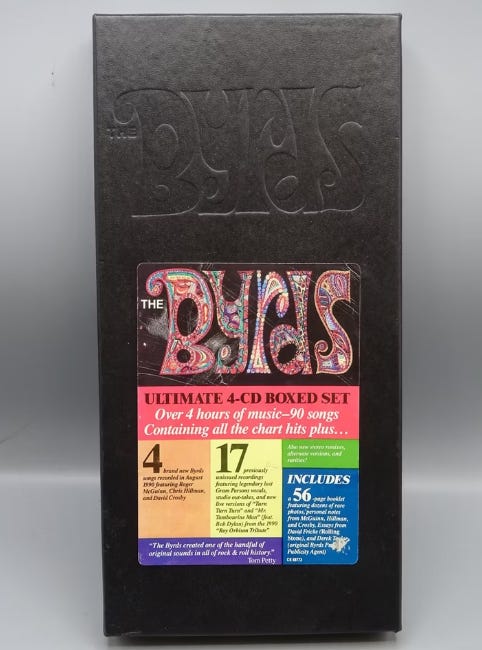 THE Byrds
THE Byrds
ULTIMATE 4-CD BOXED SET
Over 4 hours of music–90 songs
Containing all the chart hits plus…
4 brand new Byrds
songs recorded in August
1990 featuring Roger
McGuinn, Chris Hillman,
and David Crosby
17 previously
unissued recordings
featuring legendary lost
Gram Parsons vocals,
studio out-takes, and new
live versions of "Turn
Turn Turn" and "Mr.
Tambourine Man" (feat.
Bob Dylan) from the 1990
"Roy Orbison Tribute"
Also new stereo remixes,
alternate versions, and
rarities!
INCLUDES
a 56-page booklet
featuring dozens of rare
photos, personal notes
from McGuinn, Hillman,
and Crosby, Essays from
David Fricke (Rolling
Stone), and Derek
(original Byrds
Publicity Agent)
"The Byrds created one of the handful of
original sounds in all of rock & roll history."
Tom Petty